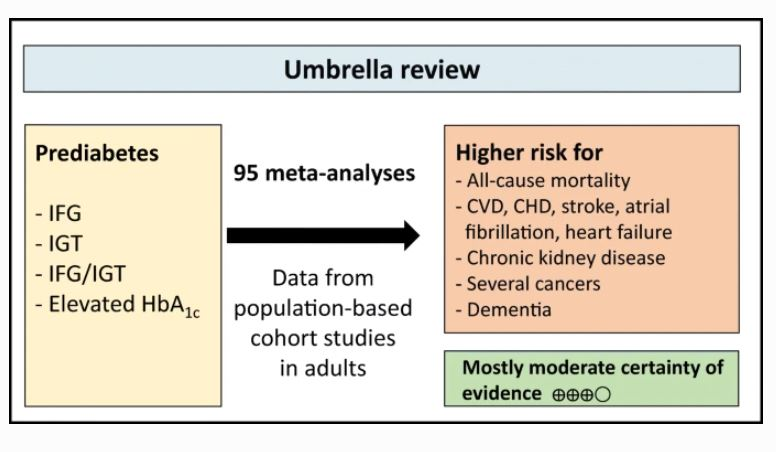 Umbrella review
Prediabetes
- IFG
- IGT
- IFG/IGT
- Elevated HbA1c
95 meta-analyses
Data from
population-based
cohort studies
in adults
Higher risk for
- All-cause mortality
- CVD, CHD, stroke, atrial
fibrillation, heart failure
- Chronic kidney disease
- Several cancers
- Dementia
Mostly moderate certainty of
evidence ⊕⊕⊕○